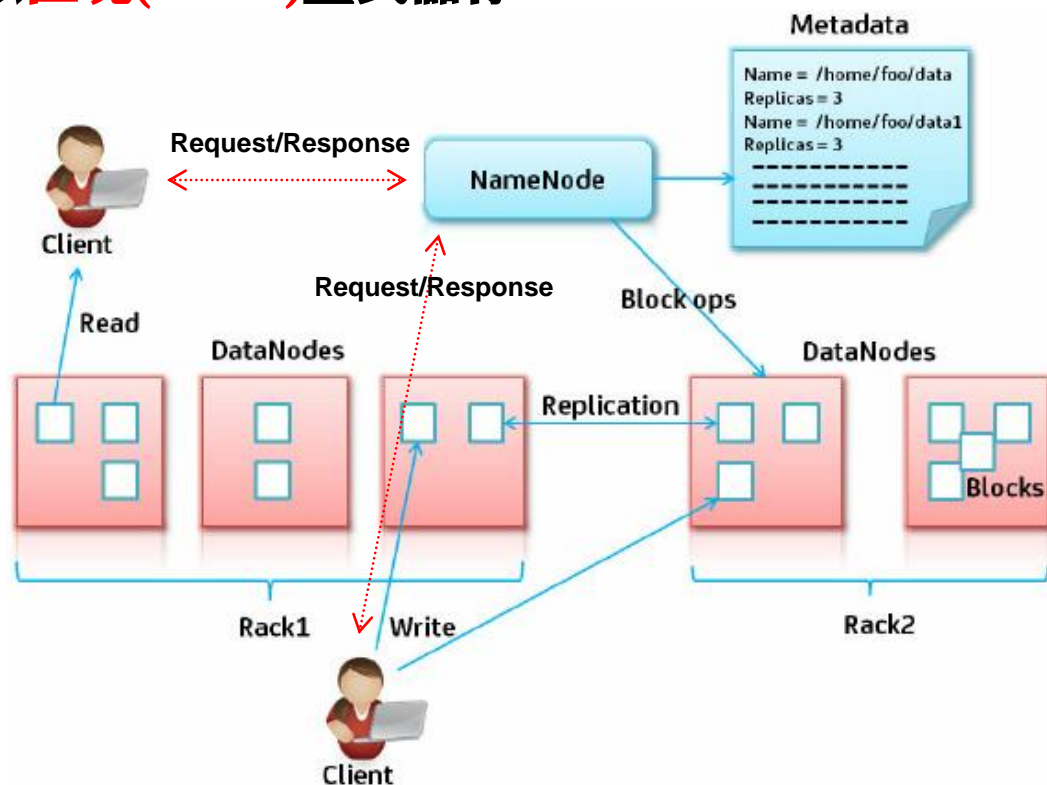 Metadata
Name = /home/foo/data
Replicas = 3
Name = /home/foo/data1
Replicas = 3
Request/Response
NameNode
Client
Request/Response
Block ops
Read
DataNodes
DataNodes
Replication
Blocks
Rack1
Write
Rack2
Client